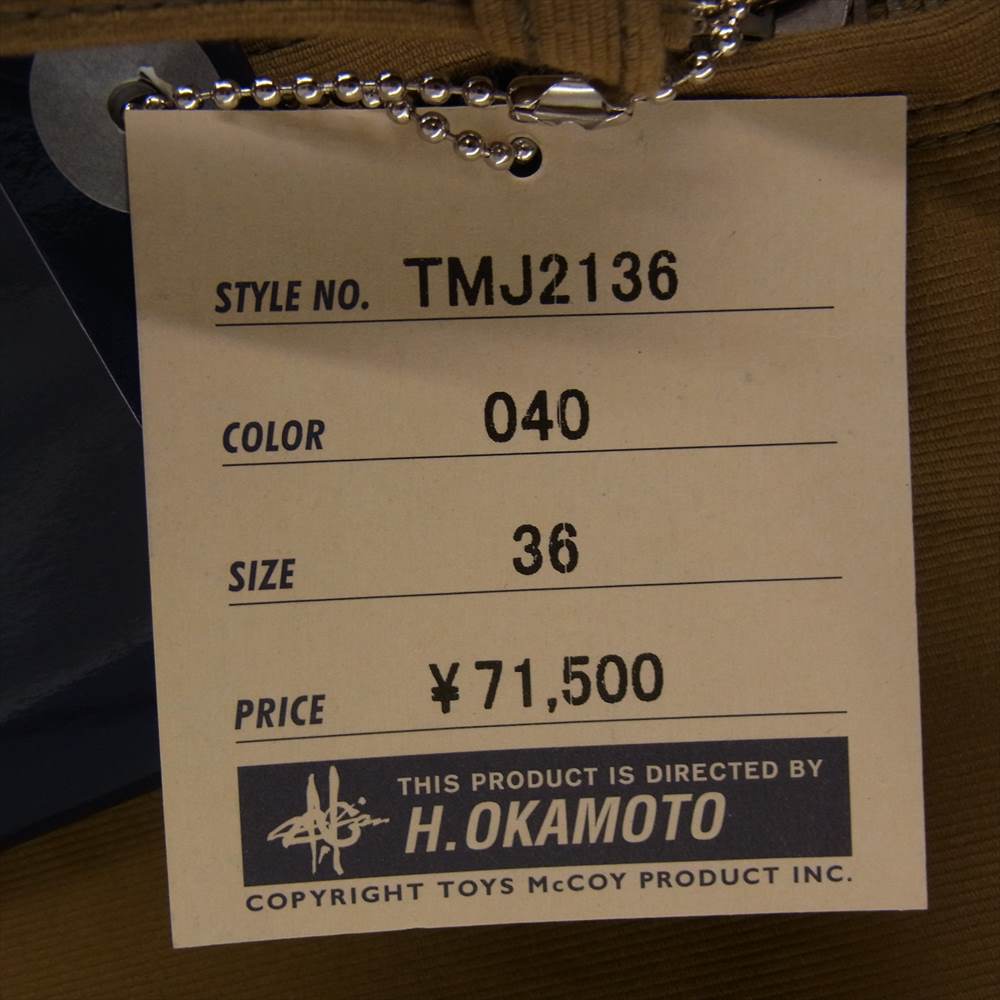 STYLE NO. TMJ2136
COLOR 040
SIZE 36
PRICE ¥71,500
THIS PRODUCT IS DIRECTED BY
H.OKAMOTO
COPYRIGHT TOYS McCOY PRODUCT INC.